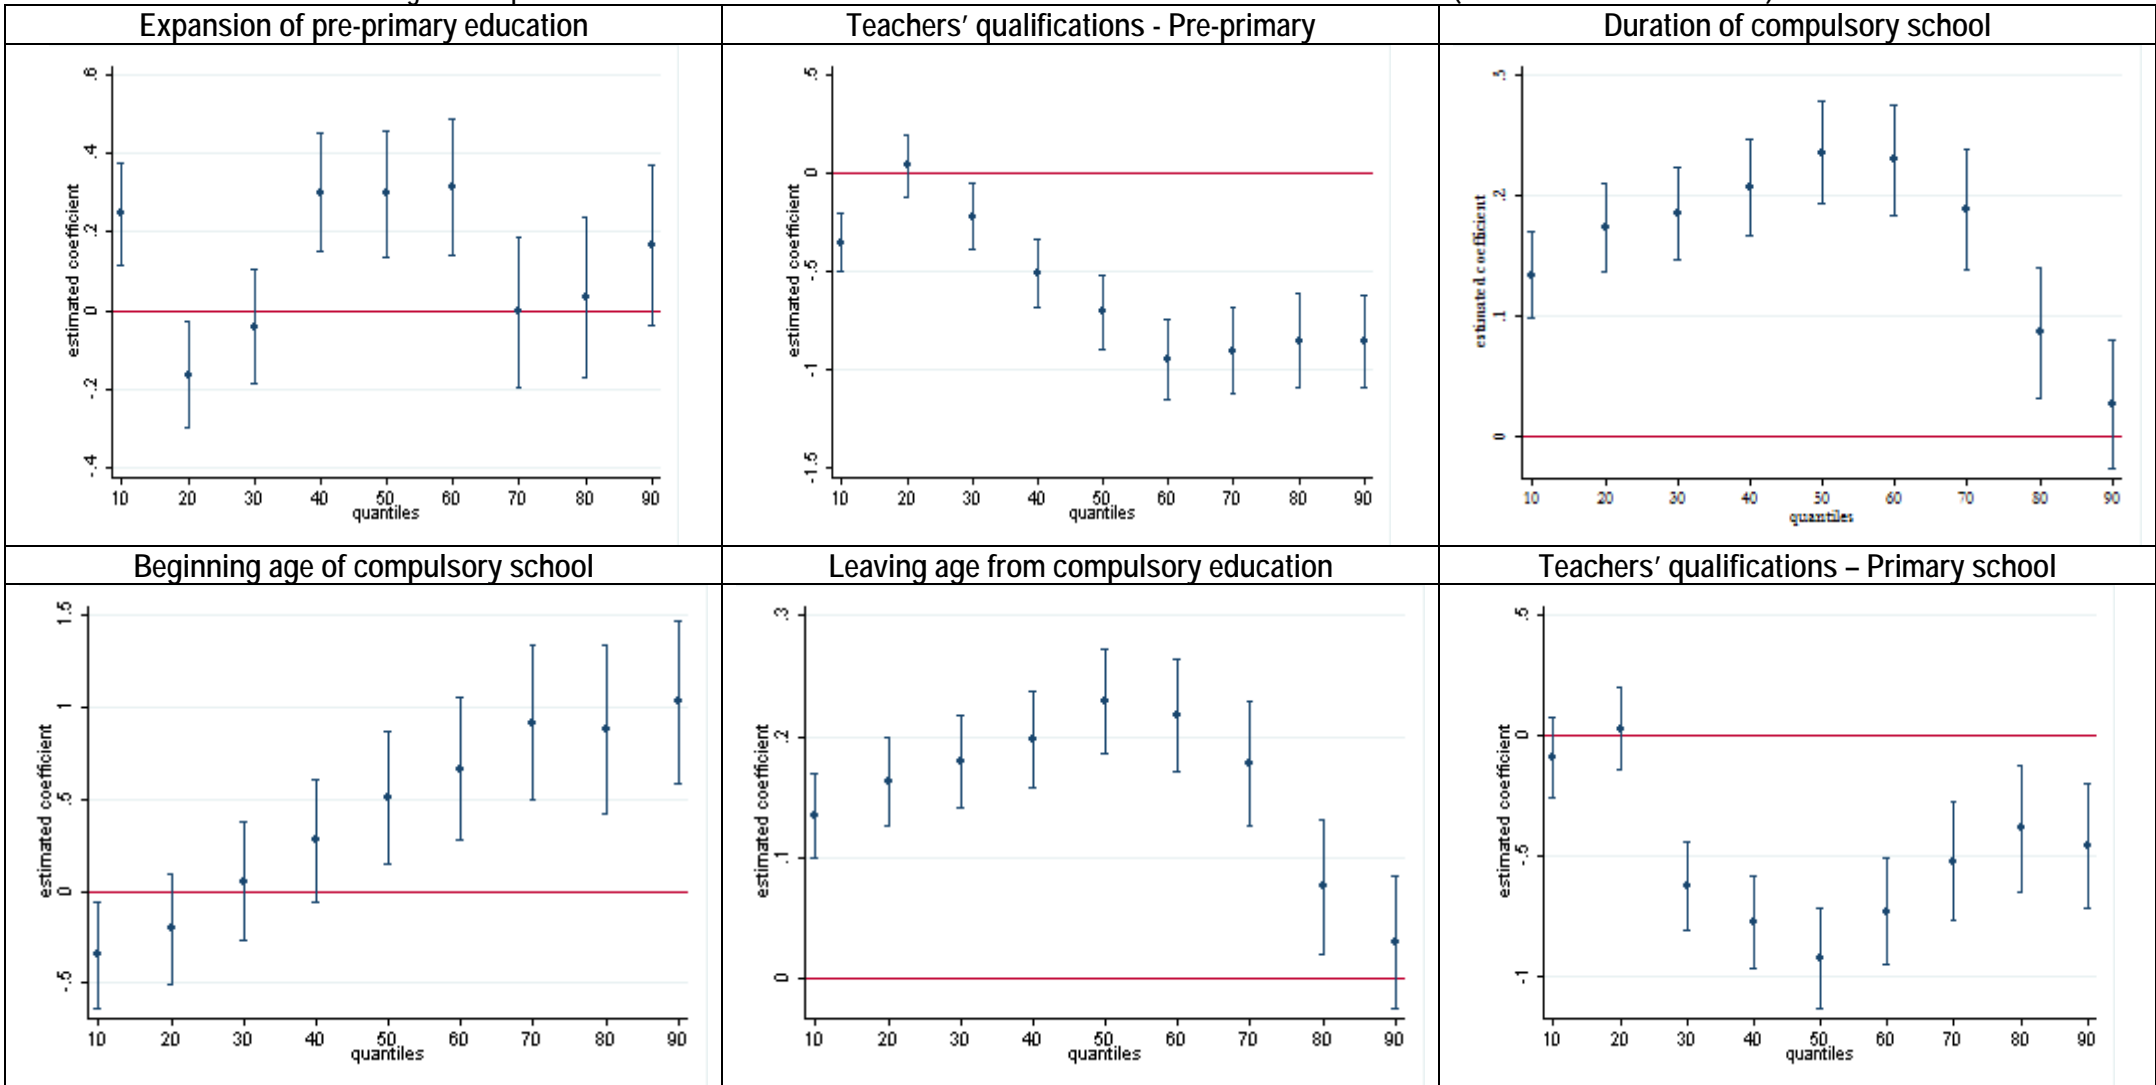 Expansion of pre-primary education
Teachers' qualifications - Pre-primary
Duration of compulsory school
estimated coefficient
.6
.4
.2
0
-.2
-.4
10 20 30 40 50 60 70 80 90
quantiles
estimated coefficient
.5
0
-.5
-1
-1.5
10 20 30 40 50 60 70 80 90
quantiles
estimated coefficient
.3
.2
.1
0
10 20 30 40 50 60 70 80 90
quantiles
Beginning age of compulsory school
Leaving age from compulsory education
Teachers' qualifications – Primary school
estimated coefficient
1.5
1
.5
0
-.5
10 20 30 40 50 60 70 80 90
quantiles
estimated coefficient
.3
.2
.1
0
10 20 30 40 50 60 70 80 90
quantiles
estimated coefficient
.5
0
-.5
-1
10 20 30 40 50 60 70 80 90
quantiles